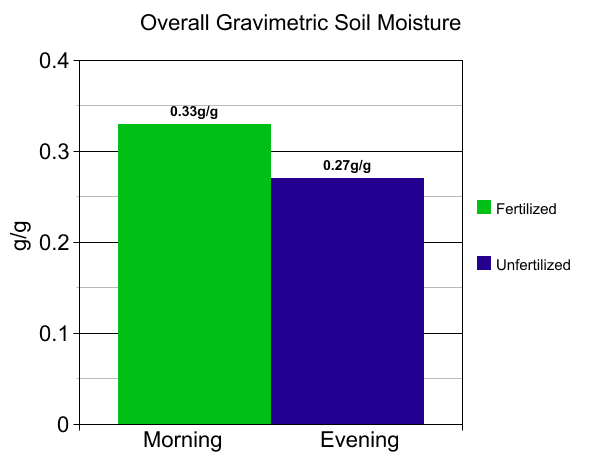 Overall Gravimetric Soil Moisture
0.4
0.33g/g
0.3
0.27g/g
Fertilized
g/g
0.2
Unfertilized
0.1
0
Morning Evening